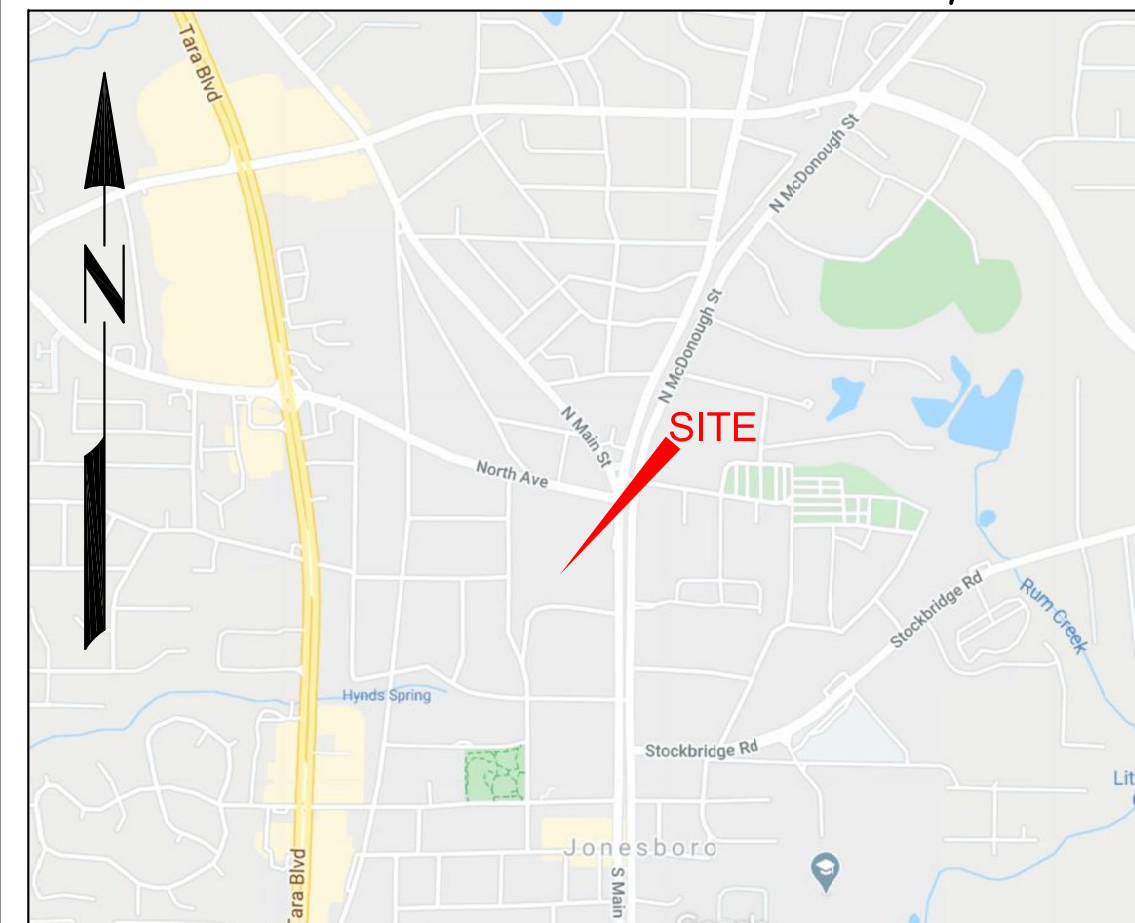 Tara Blvd
N McDonough St
N
N McDonough St
SITE
N Main St
North Ave
Stockbridge Rd
Rum Creek
Hynds Spring
Stockbridge Rd
Lit
Jonesboro
Tara Blvd
S Main